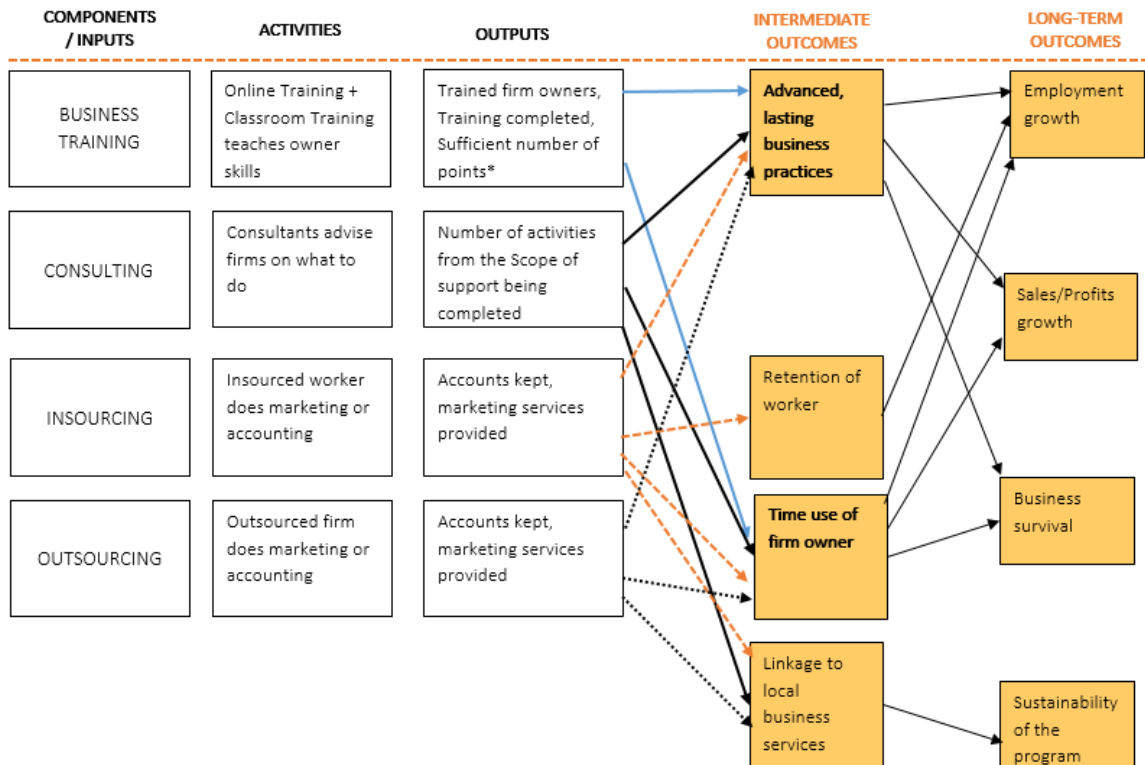 COMPONENTS
/ INPUTS
ACTIVITIES
OUTPUTS
INTERMEDIATE
OUTCOMES
LONG-TERM
OUTCOMES
BUSINESS
TRAINING
Online Training +
Classroom Training
teaches owner
skills
Trained firm owners,
Training completed,
Sufficient number of
points*
Advanced,
lasting
business
practices
Employment
growth
CONSULTING
Consultants advise
firms on what to
do
Number of activities
from the Scope of
support being
completed
Sales/Profits
growth
INSOURCING
Insourced worker
does marketing or
accounting
Accounts kept,
marketing services
provided
Retention of
worker
OUTSOURCING
Outsourced firm
does marketing or
accounting
Accounts kept,
marketing services
provided
Time use of
firm owner
Business
survival
Linkage to
local
business
services
Sustainability
of the
program